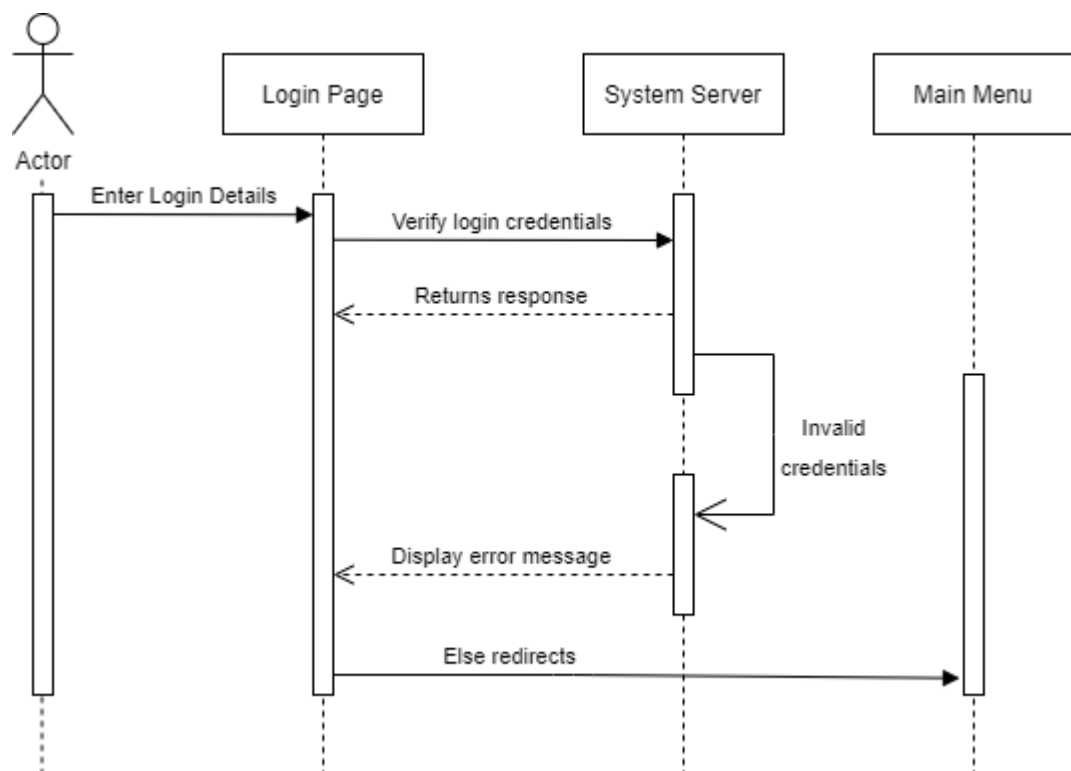 Login Page
System Server
Main Menu
Actor
Enter Login Details
Verify login credentials
Returns response
Invalid
credentials
Display error message
Else redirects